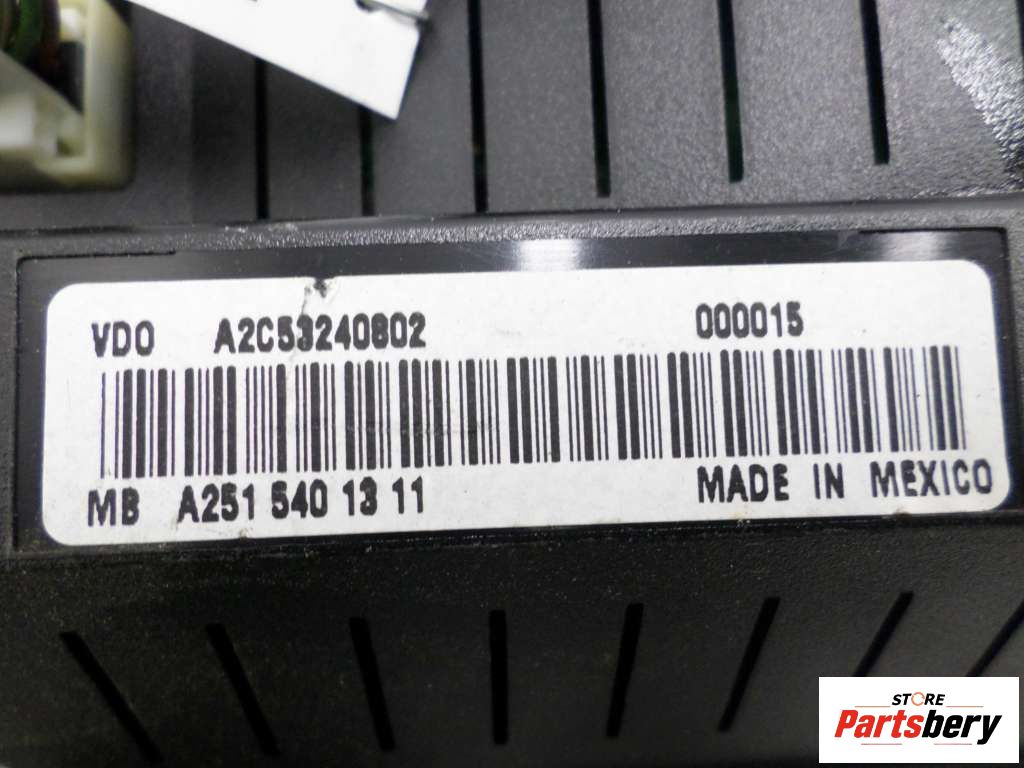 VDO A2C53240802 000015
MB A251 540 13 11 MADE IN MEXICO
STORE
Partsbery